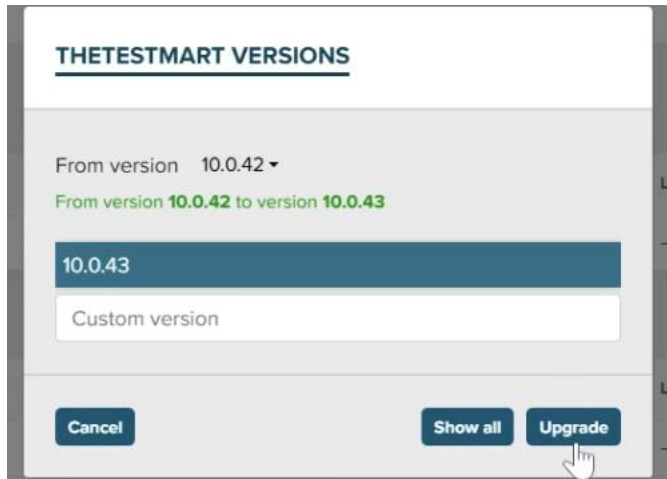 THETESTMART VERSIONS
From version 10.0.42
From version 10.0.42 to version 10.0.43
10.0.43
Custom version
Cancel Show all Upgrade